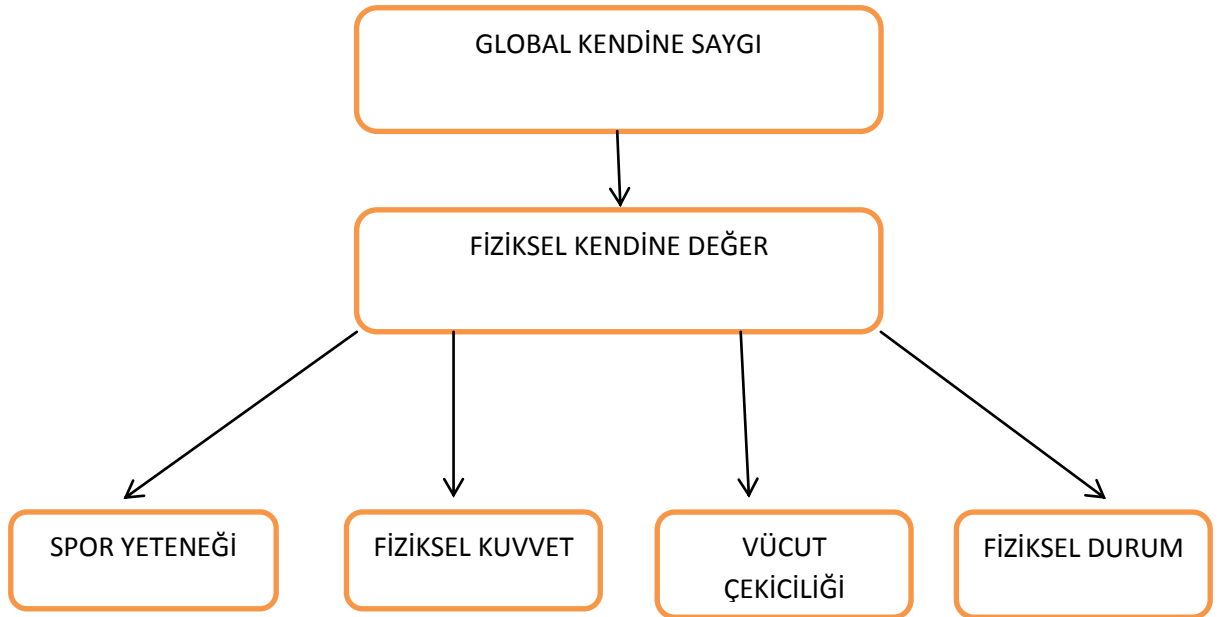 GLOBAL KENDİNE SAYGI
FİZİKSEL KENDİNE DEĞER
SPOR YETENEĞİ
FİZİKSEL KUVVET
VÜCUT
ÇEKİCİLİĞİ
FİZİKSEL DURUM